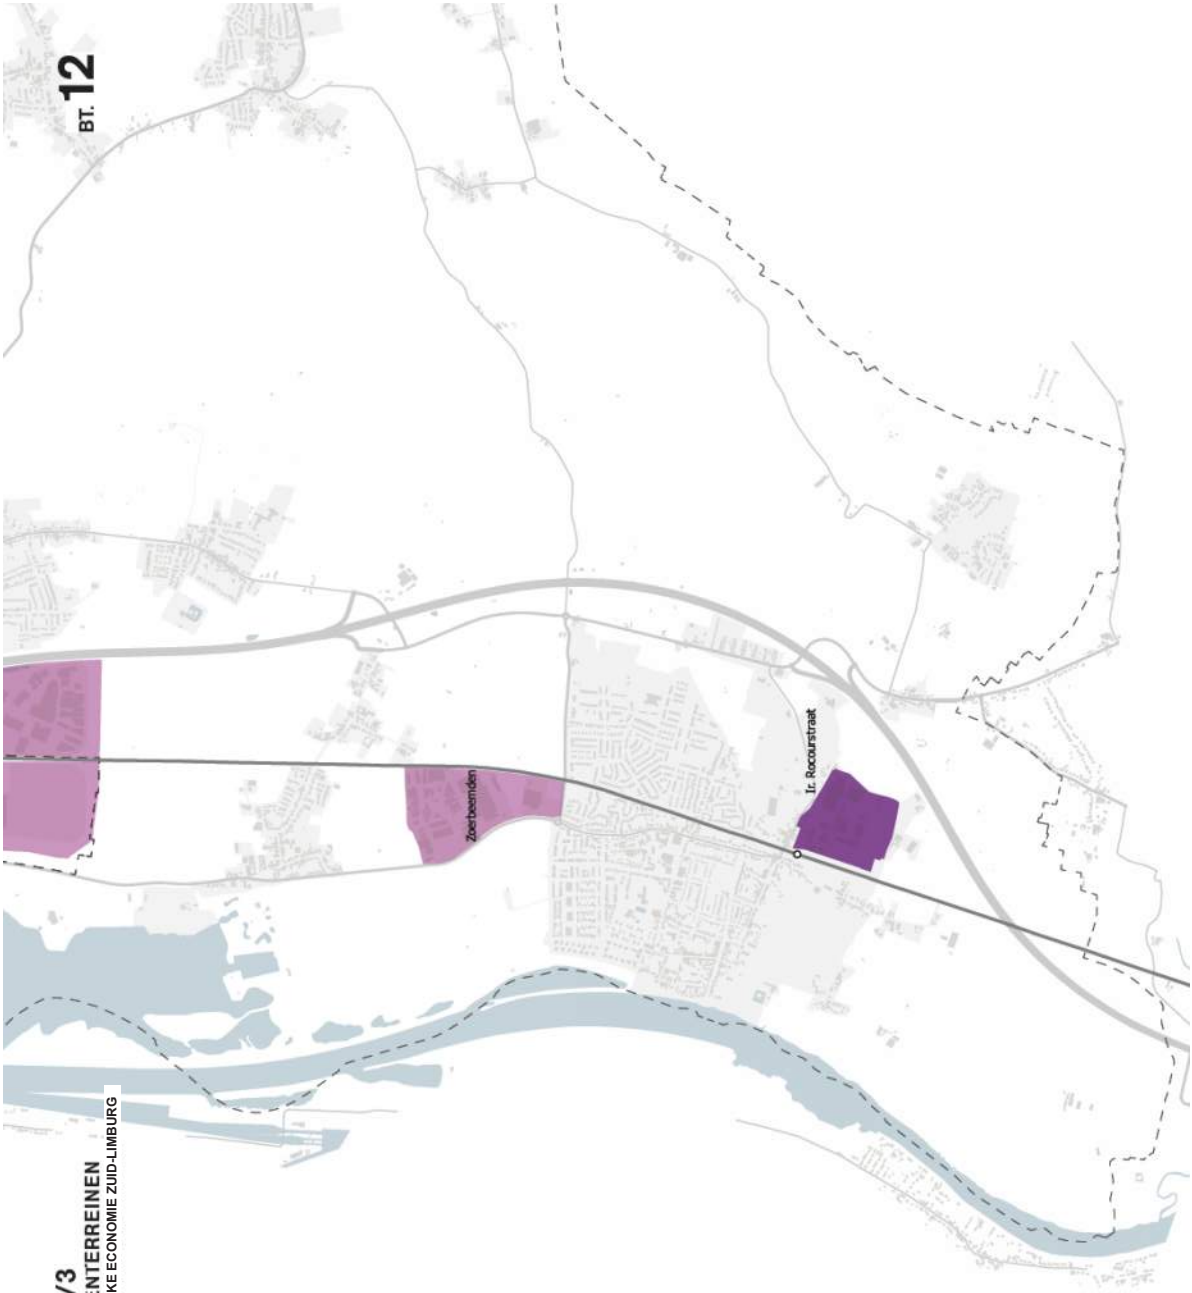 /3
ENTERREINEN
KE ECONOMIE ZUID-LIMBURG
BT. 12
Zoerbeemden
Ir. Rocourstraat